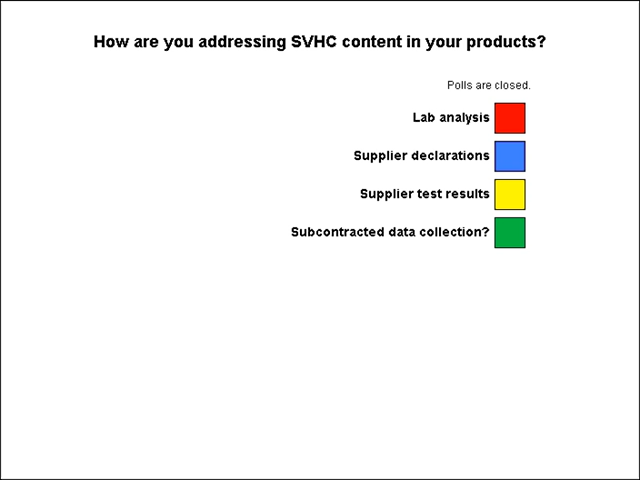 How are you addressing SVHC content in your products?
Polls are closed.
Lab analysis
Supplier declarations
Supplier test results
Subcontracted data collection?